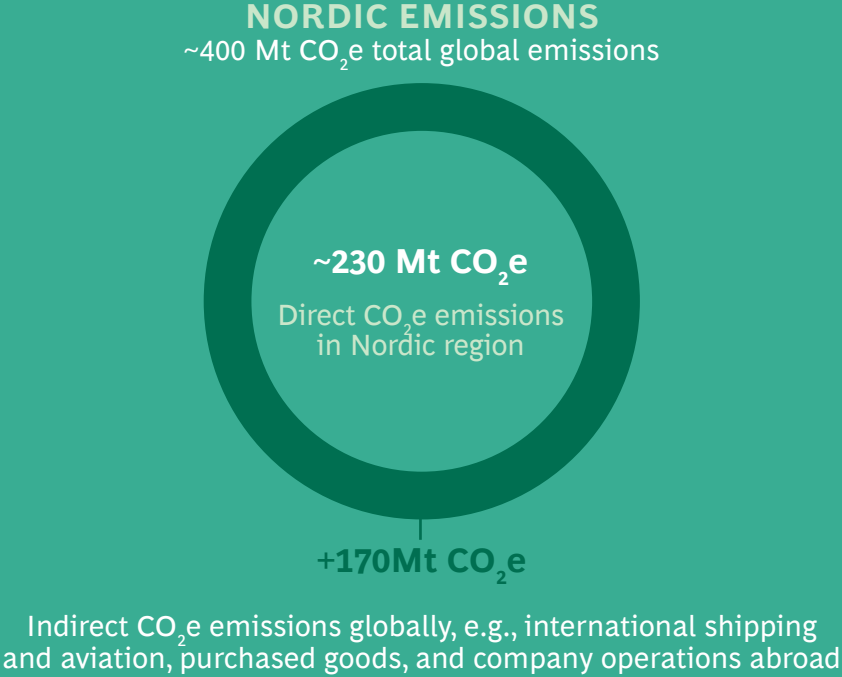 NORDIC EMISSIONS
~400 Mt CO₂e total global emissions
~230 Mt CO₂e
Direct CO₂e emissions
in Nordic region
+170Mt CO₂e
Indirect CO₂e emissions globally, e.g., international shipping
and aviation, purchased goods, and company operations abroad